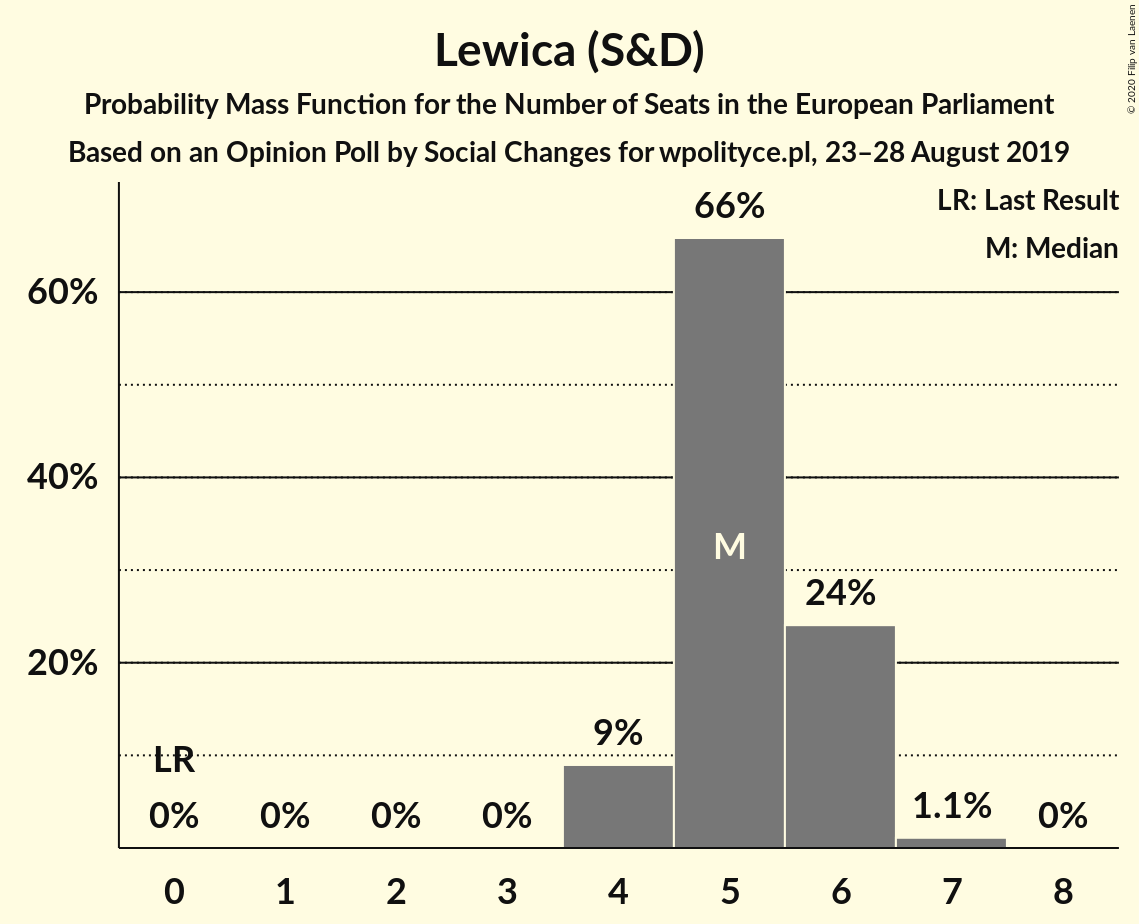 Lewica (S&D)
Probability Mass Function for the Number of Seats in the European Parliament
Based on an Opinion Poll by Social Changes for wpolityce.pl, 23–28 August 2019
© 2020 Filip van Laenen
LR: Last Result
M: Median
60%
40%
20%
LR
0%
0%
0%
0%
9%
66%
M
24%
1.1%
0%
0 1 2 3 4 5 6 7 8